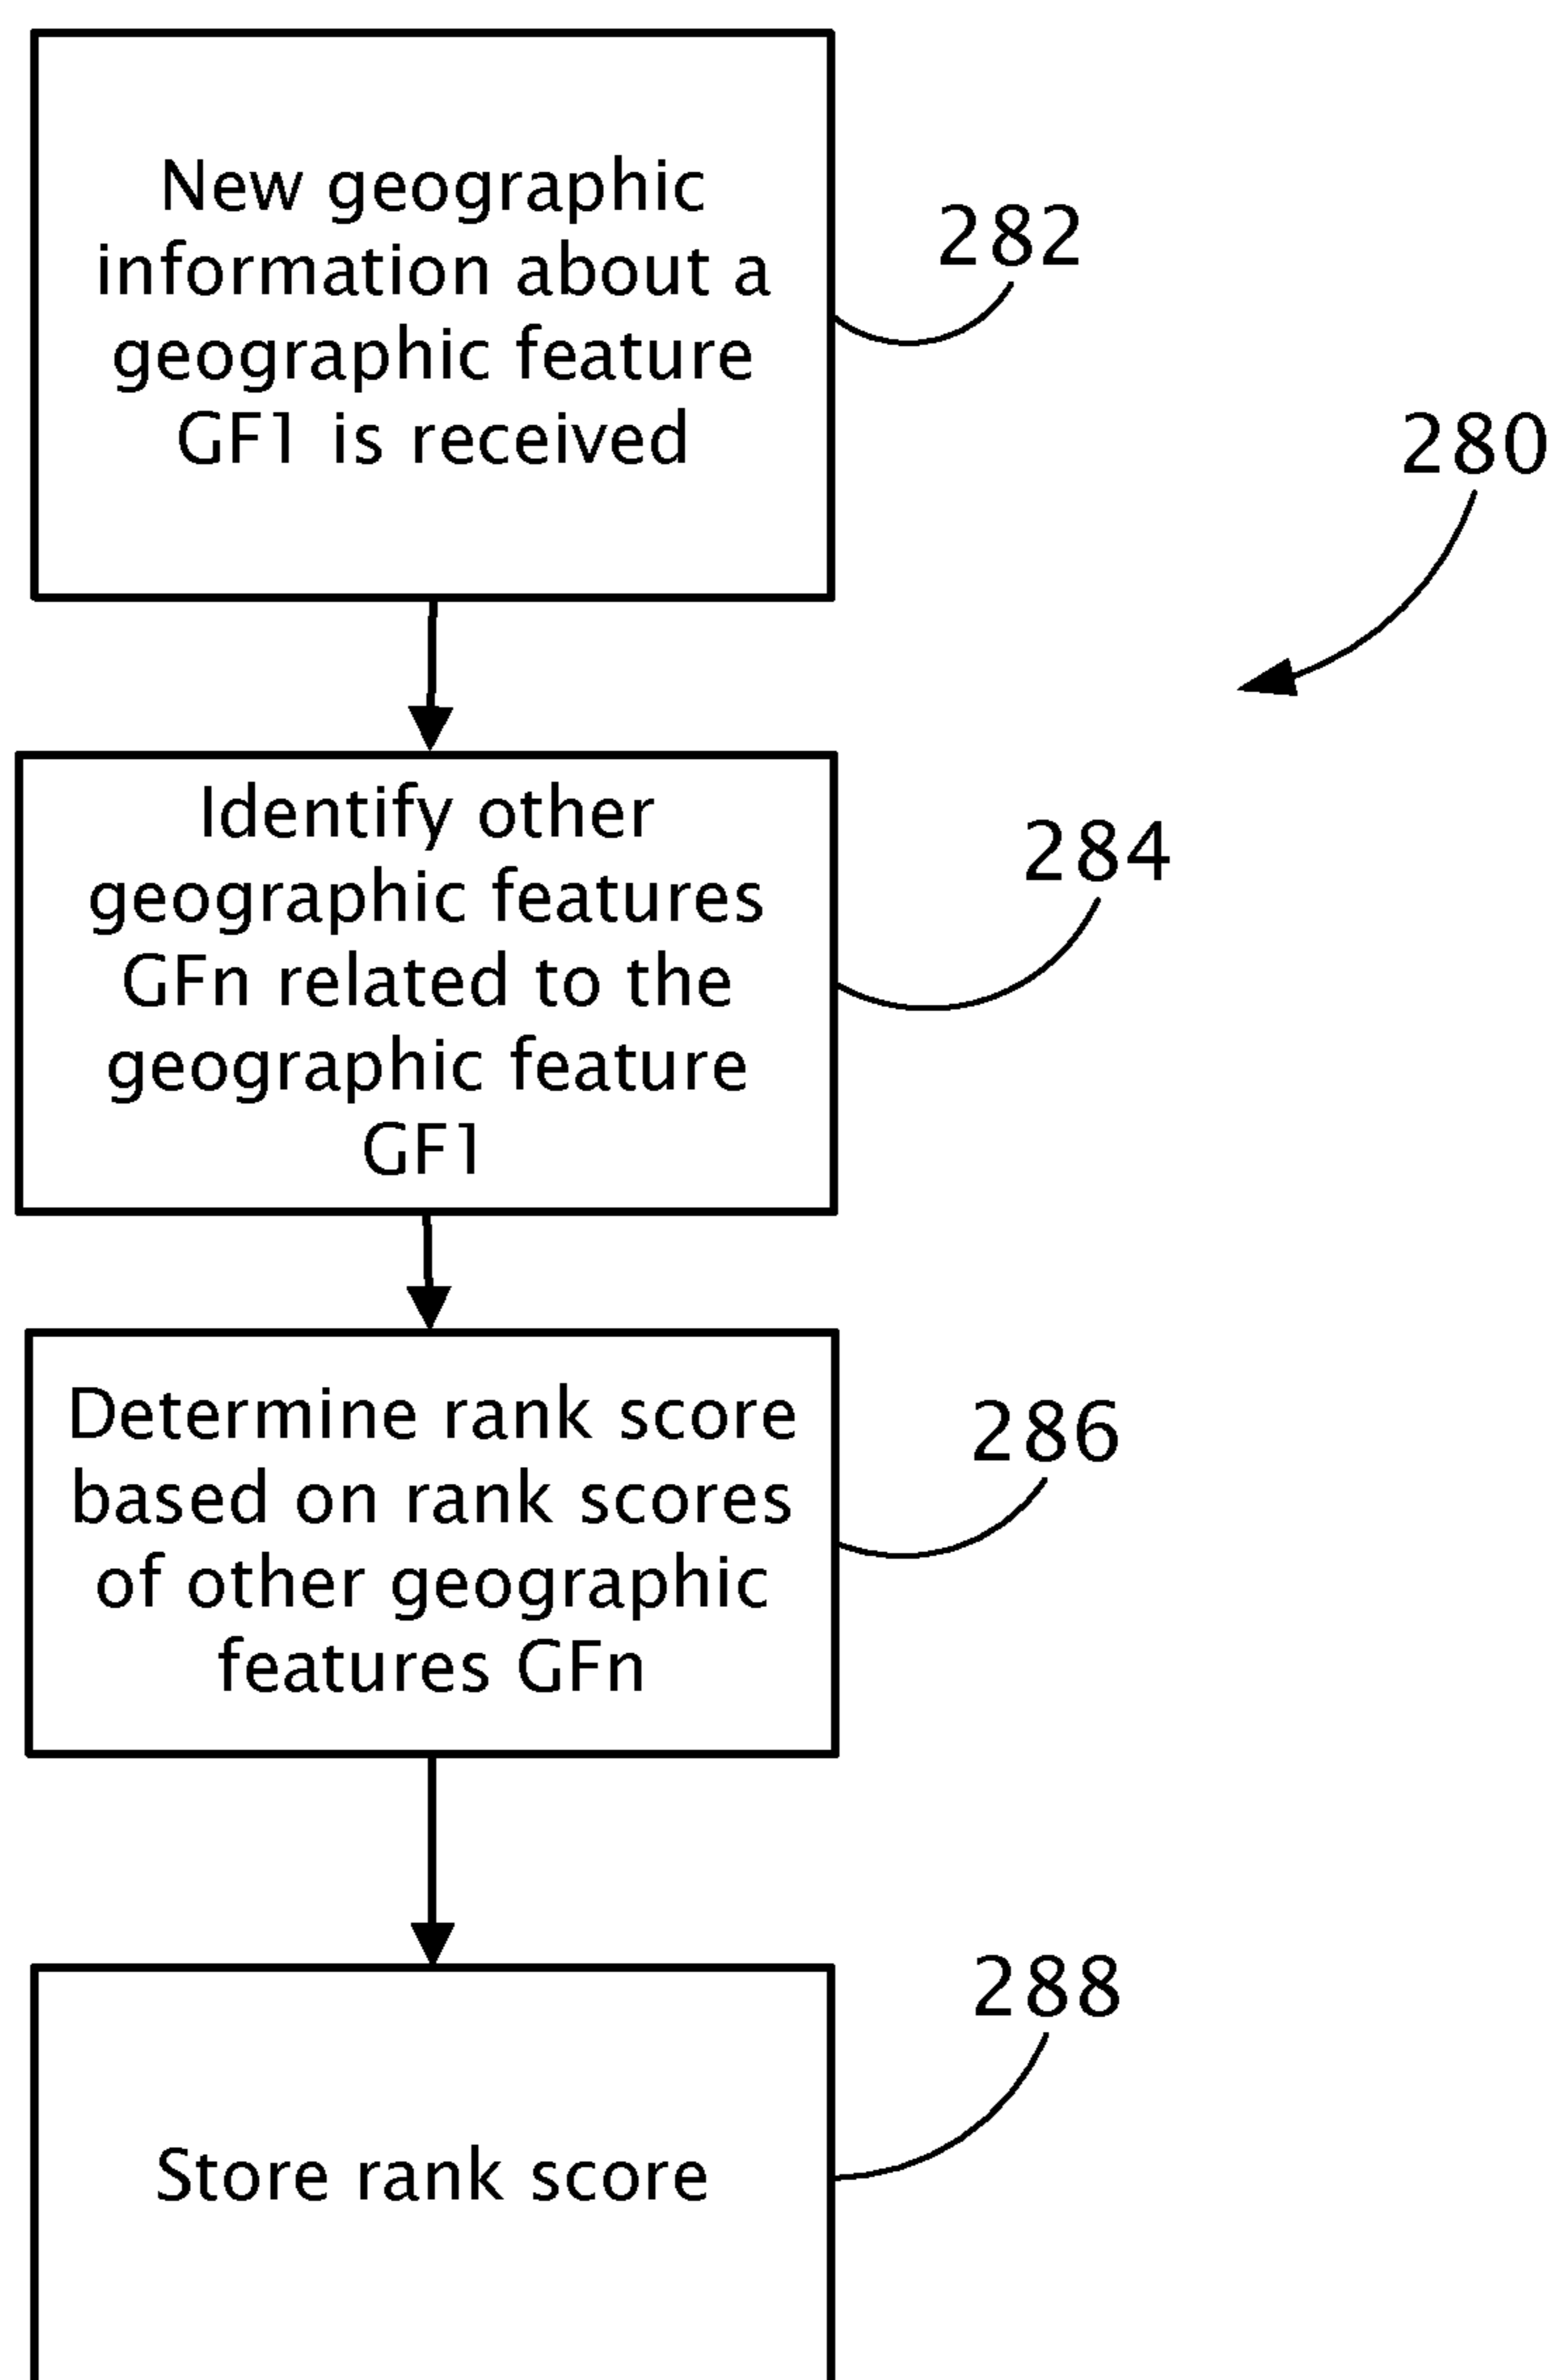 New geographic
information about a
geographic feature
GF1 is received
282
280
Identify other
geographic features
GFn related to the
geographic feature
GF1
284
Determine rank score
based on rank scores
of other geographic
features GFn
286
Store rank score
288